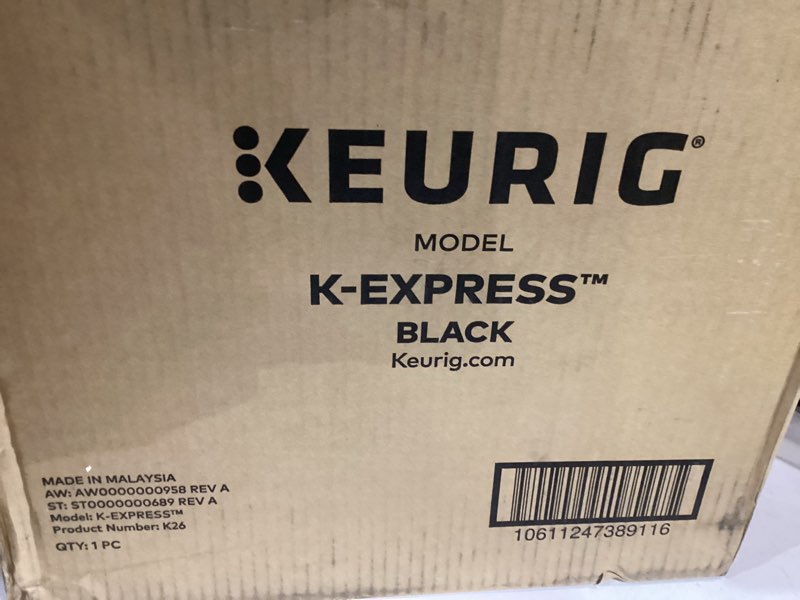 KEURIG®
MODEL
K-EXPRESS™
BLACK
Keurig.com
MADE IN MALAYSIA
AW: AW0000000958 REV A
ST: ST0000000689 REV A
Model: K-EXPRESS™
Product Number: K26
QTY: 1 PC
10611247389116